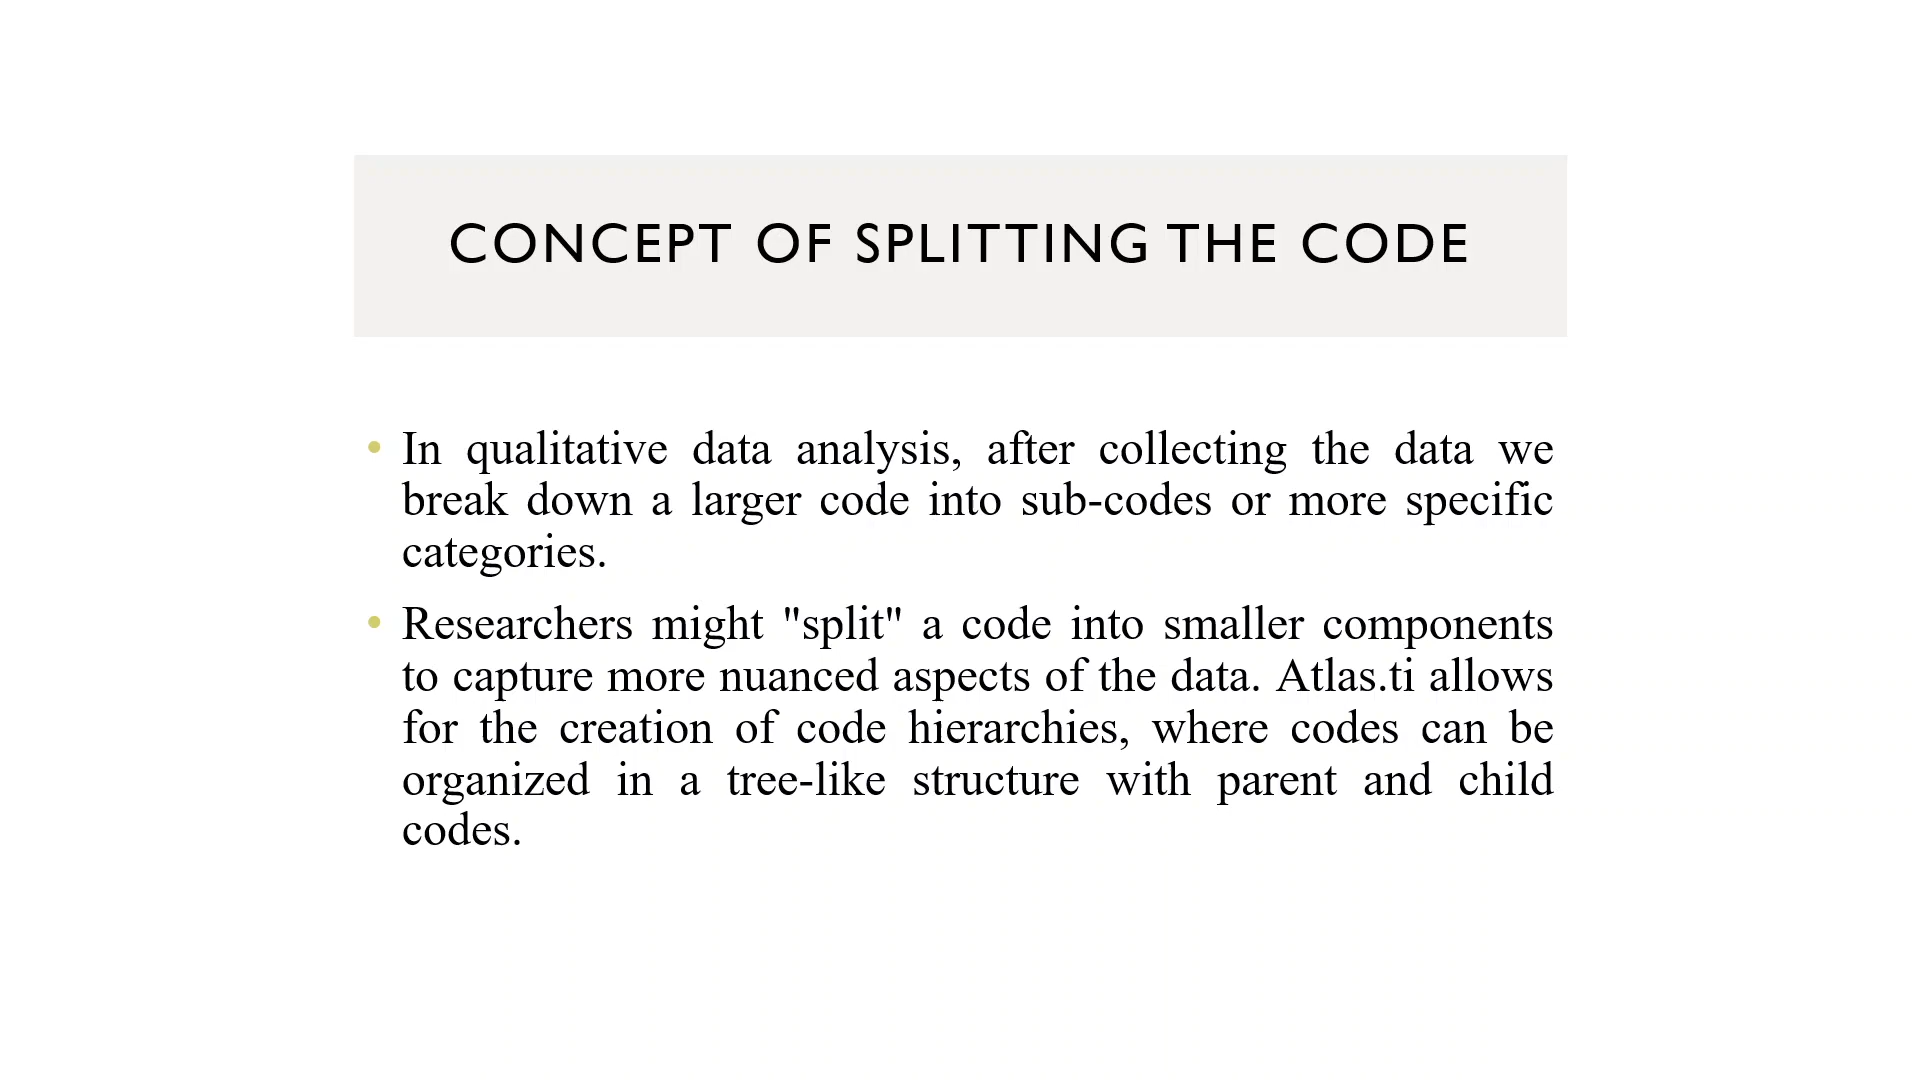 CONCEPT OF SPLITTING THE CODE
• In qualitative data analysis, after collecting the data we
break down a larger code into sub-codes or more specific
categories.
• Researchers might "split" a code into smaller components
to capture more nuanced aspects of the data. Atlas.ti allows
for the creation of code hierarchies, where codes can be
organized in a tree-like structure with parent and child
codes.